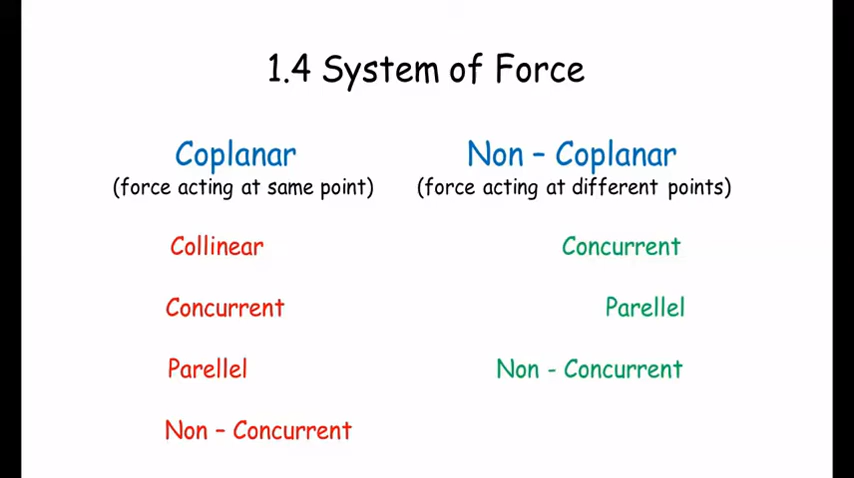 1.4 System of Force
Coplanar
(force acting at same point)
Collinear
Concurrent
Parellel
Non – Concurrent
Non – Coplanar
(force acting at different points)
Concurrent
Parellel
Non - Concurrent